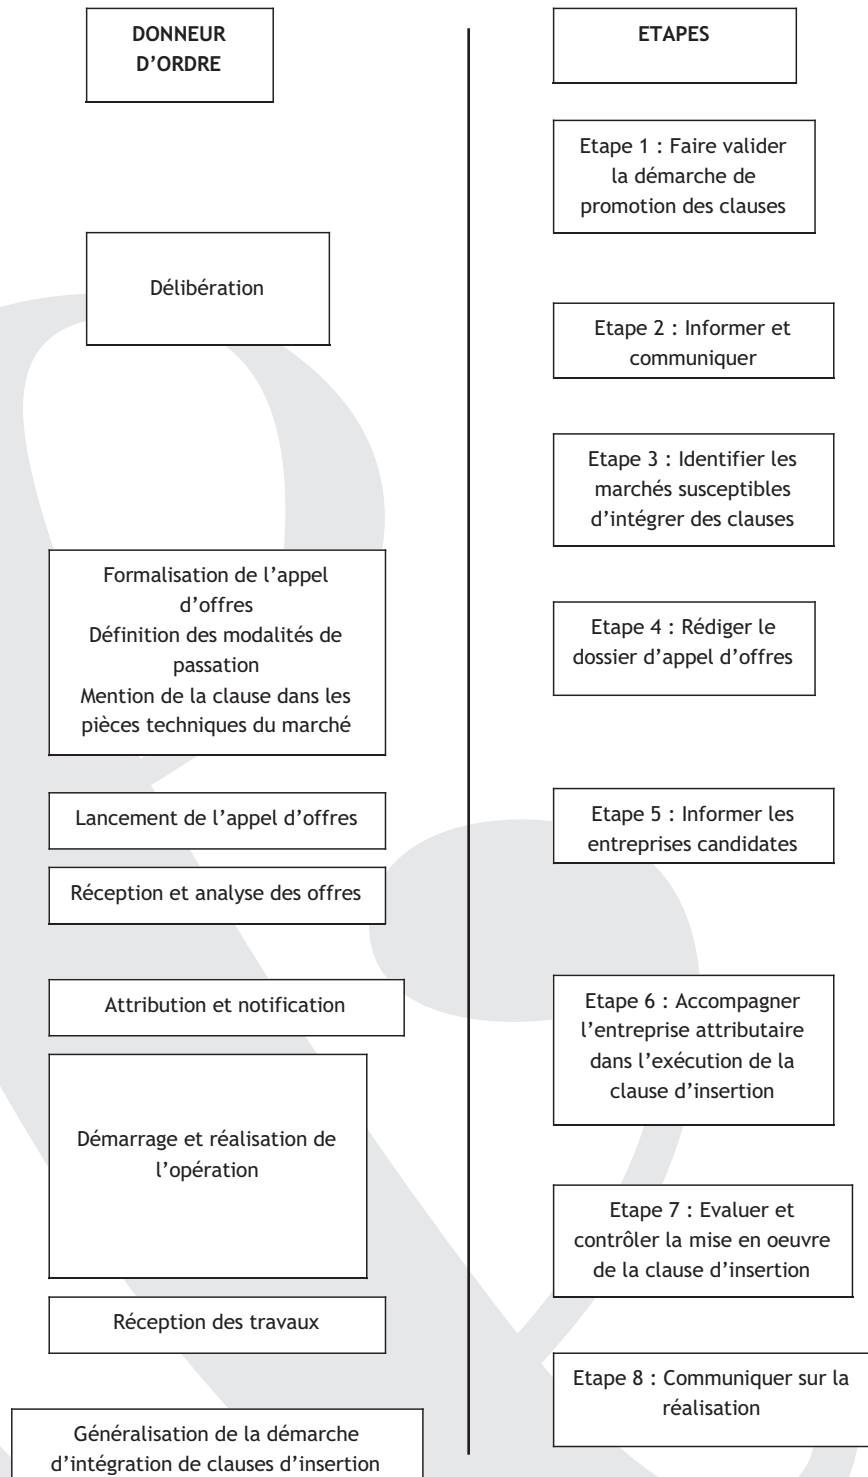 DONNEUR
D’ORDRE
Délibération
Formalisation de l’appel
d’offres
Définition des modalités de
passation
Mention de la clause dans les
pièces techniques du marché
Lancement de l’appel d’offres
Réception et analyse des offres
Attribution et notification
Démarrage et réalisation de
l’opération
Réception des travaux
Généralisation de la démarche
d’intégration de clauses d’insertion
ETAPES
Etape 1 : Faire valider
la démarche de
promotion des clauses
Etape 2 : Informer et
communiquer
Etape 3 : Identifier les
marchés susceptibles
d’intégrer des clauses
Etape 4 : Rédiger le
dossier d’appel d’offres
Etape 5 : Informer les
entreprises candidates
Etape 6 : Accompagner
l’entreprise attributaire
dans l’exécution de la
clause d’insertion
Etape 7 : Evaluer et
contrôler la mise en oeuvre
de la clause d’insertion
Etape 8 : Communiquer sur la
réalisation